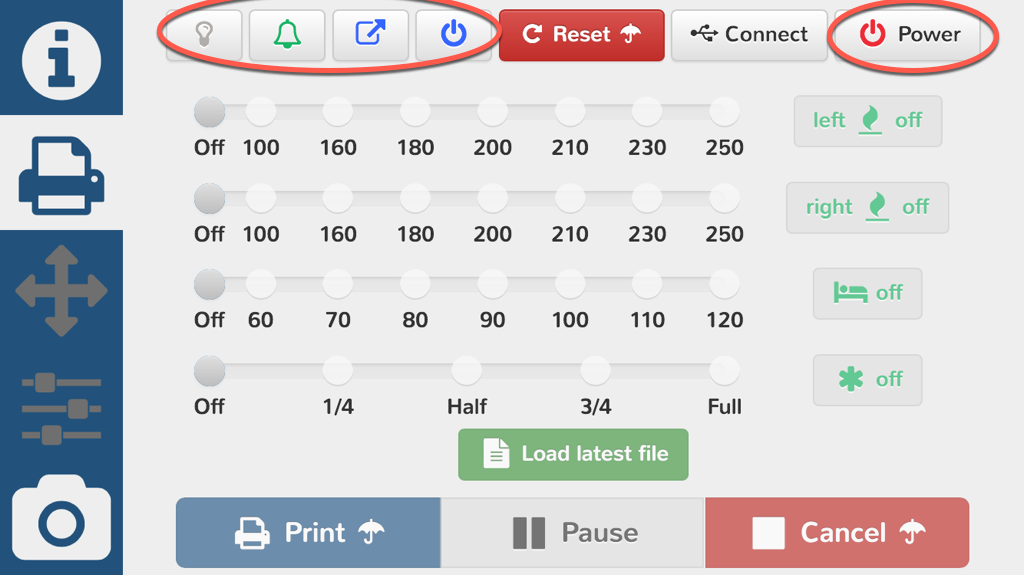 Reset Connect Power
Off 100 160 180 200 210 230 250
left off
Off 100 160 180 200 210 230 250
right off
Off 60 70 80 90 100 110 120
off
Off 1/4 Half 3/4 Full
off
Load latest file
Print Pause Cancel